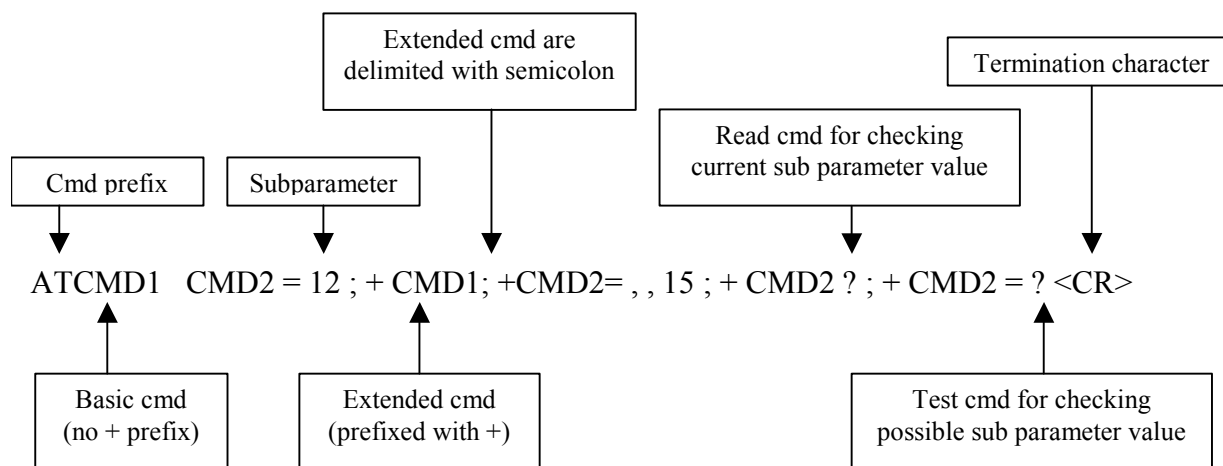 Extended cmd are
delimited with semicolon
Termination character
Read cmd for checking
current sub parameter value
Cmd prefix
Subparameter
ATCMD1 CMD2 = 12 ; + CMD1; +CMD2= , , 15 ; + CMD2 ? ; + CMD2 = ? <CR>
Basic cmd
(no + prefix)
Extended cmd
(prefixed with +)
Test cmd for checking
possible sub parameter value